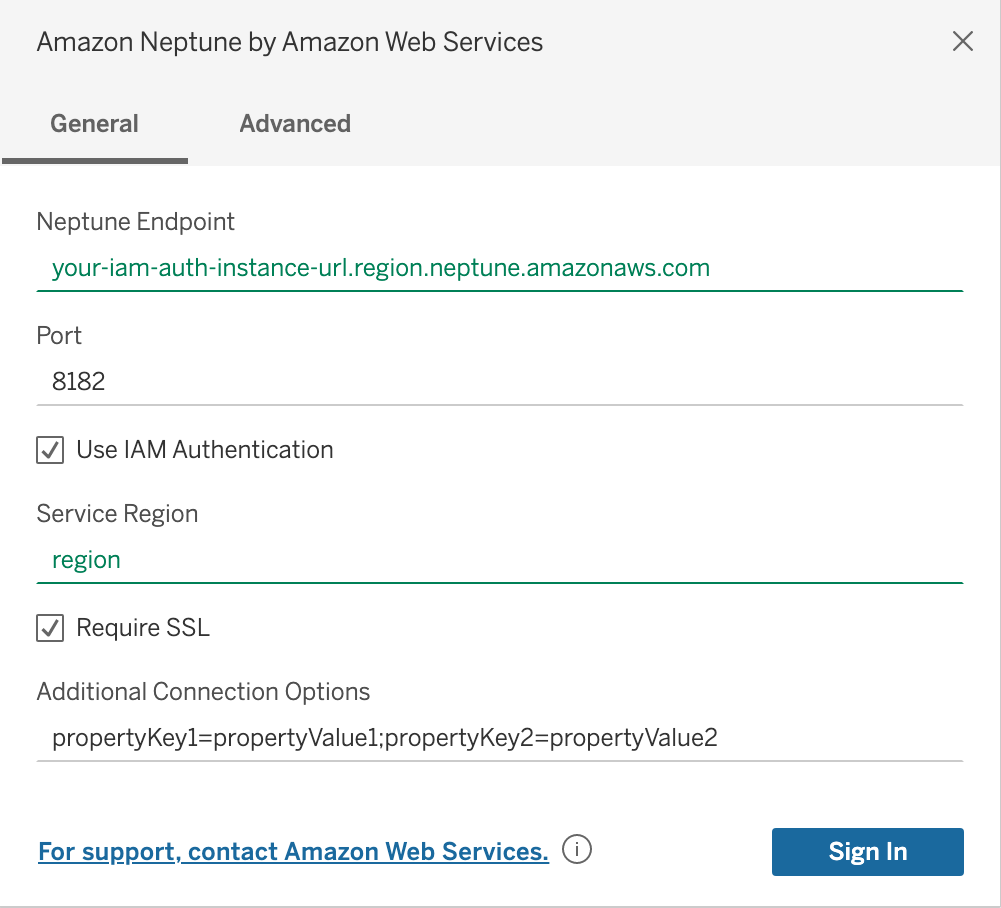 Amazon Neptune by Amazon Web Services
General Advanced
Neptune Endpoint
your-iam-auth-instance-url.region.neptune.amazonaws.com
Port
8182
Use IAM Authentication
Service Region
region
Require SSL
Additional Connection Options
propertyKey1=propertyValue1;propertyKey2=propertyValue2
For support, contact Amazon Web Services. i Sign In